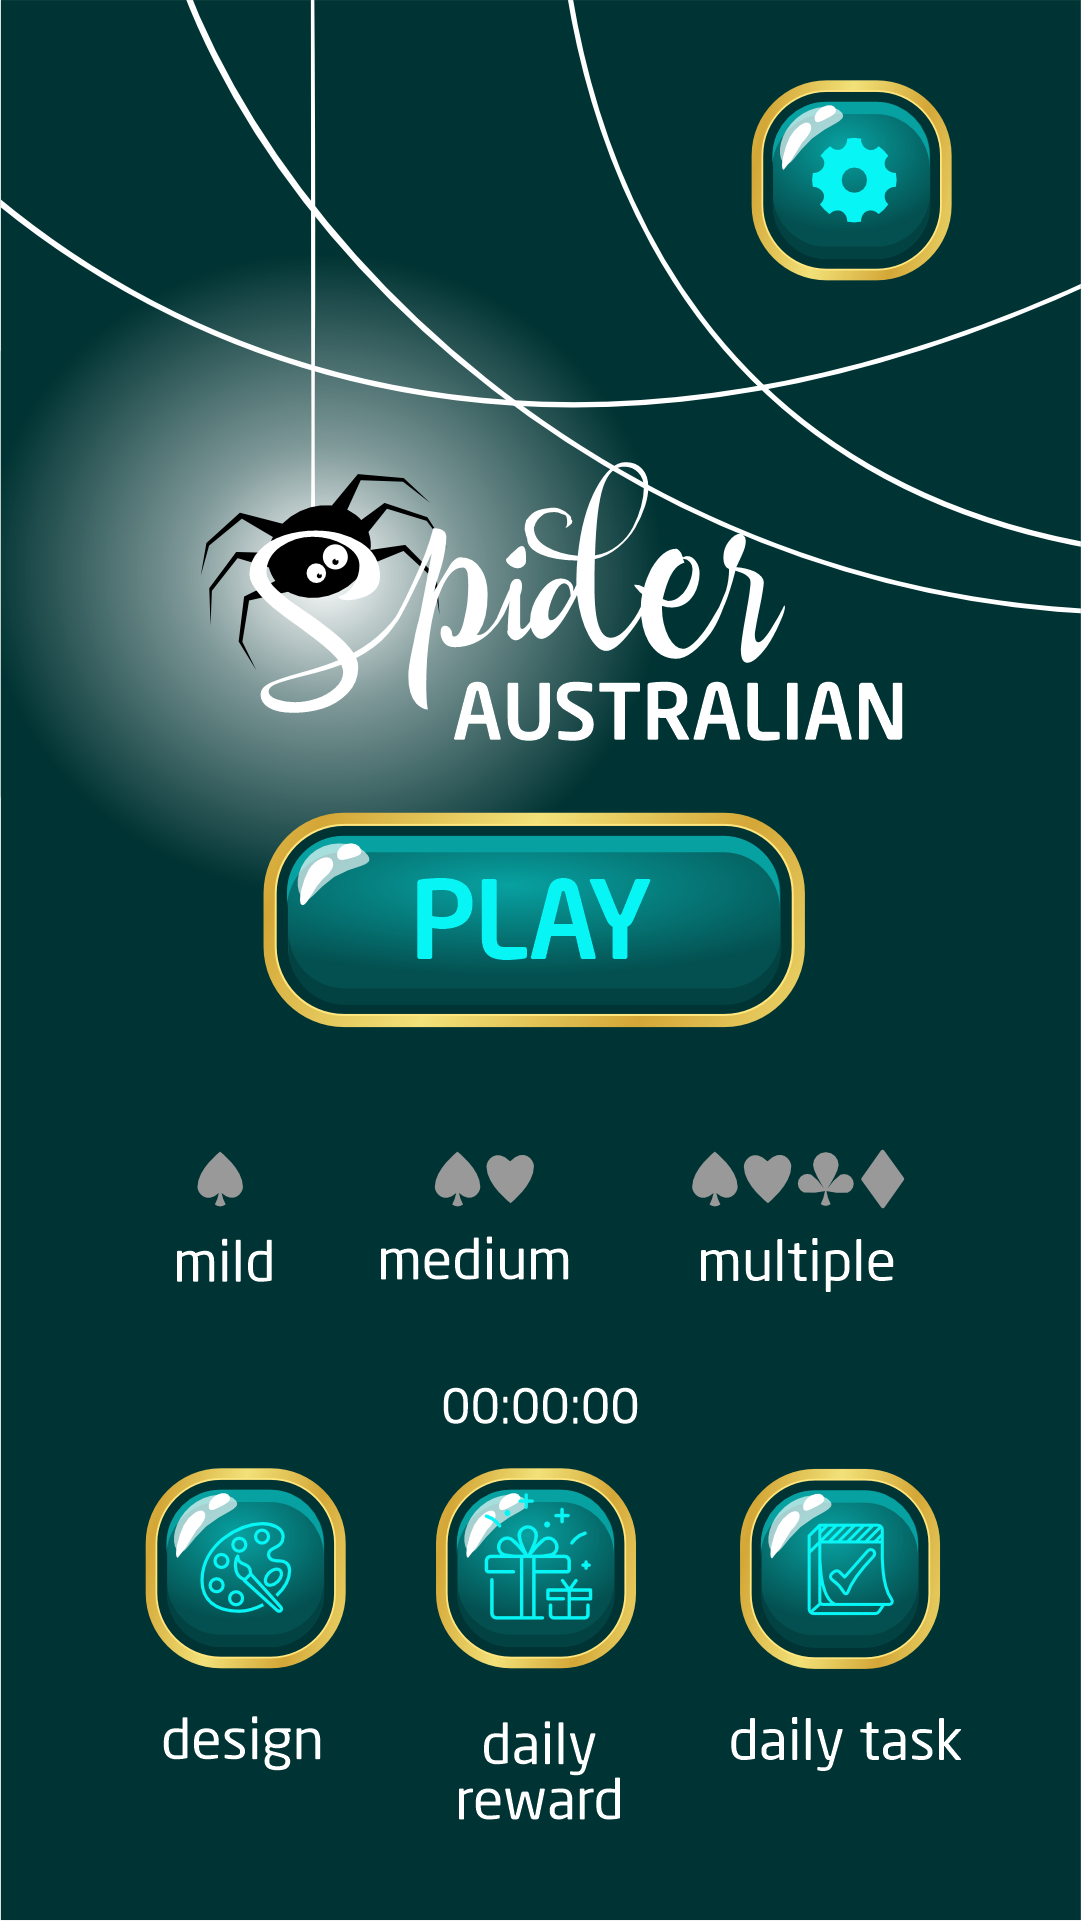 Spider
AUSTRALIAN
PLAY
mild medium multiple
00:00:00
design daily reward daily task